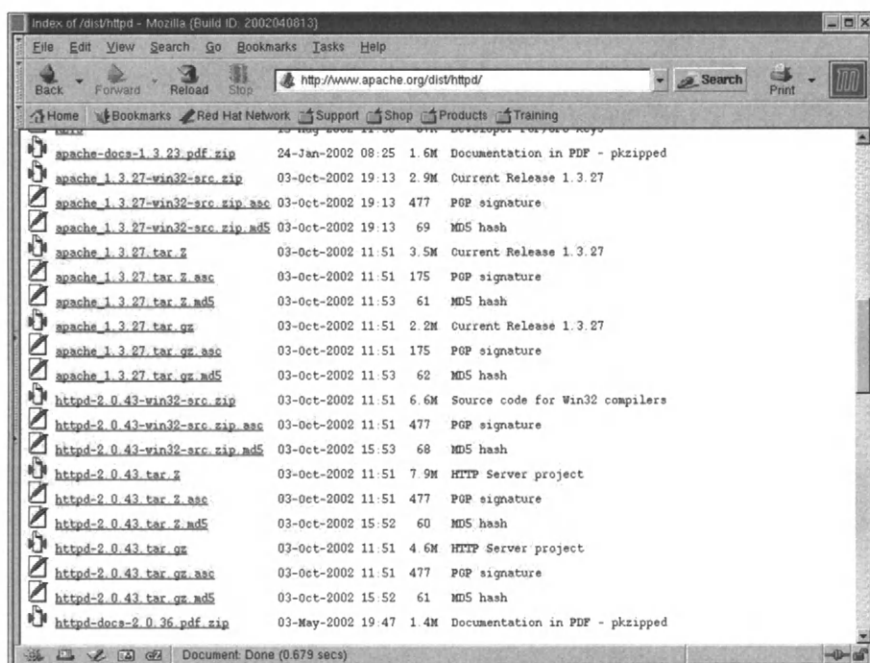 Index of /dist/httpd - Mozilla {Build ID: 2002040813}
File Edit View Search Go Bookmarks Tasks Help
Back Forward Reload Stop http://www.apache.org/dist/httpd/ Search Print
Home Bookmarks Red Hat Network Support Shop Products Training
apache-docs-1.3.23.pdf.zip 24-Jan-2002 08:25 1.6M Documentation in PDF - pkzipped
apache_1.3.27-win32-src.zip 03-Oct-2002 19:13 2.9M Current Release 1.3.27
apache_1.3.27-win32-src.zip.asc 03-Oct-2002 19:13 477 PGP signature
apache_1.3.27-win32-src.zip.md5 03-Oct-2002 19:13 69 MD5 hash
apache_1.3.27.tar.Z 03-Oct-2002 11:51 3.5M Current Release 1.3.27
apache_1.3.27.tar.Z.asc 03-Oct-2002 11:51 175 PGP signature
apache_1.3.27.tar.Z.md5 03-Oct-2002 11:53 61 MD5 hash
apache_1.3.27.tar.gz 03-Oct-2002 11:51 2.2M Current Release 1.3.27
apache_1.3.27.tar.gz.asc 03-Oct-2002 11:51 175 PGP signature
apache_1.3.27.tar.gz.md5 03-Oct-2002 11:53 62 MD5 hash
httpd-2.0.43-win32-src.zip 03-Oct-2002 11:51 6.6M Source code for Win32 compilers
httpd-2.0.43-win32-src.zip.asc 03-Oct-2002 11:51 477 PGP signature
httpd-2.0.43-win32-src.zip.md5 03-Oct-2002 15:53 68 MD5 hash
httpd-2.0.43.tar.Z 03-Oct-2002 11:51 7.9M HTTP Server project
httpd-2.0.43.tar.Z.asc 03-Oct-2002 11:51 477 PGP signature
httpd-2.0.43.tar.Z.md5 03-Oct-2002 15:52 60 MD5 hash
httpd-2.0.43.tar.gz 03-Oct-2002 11:51 4.6M HTTP Server project
httpd-2.0.43.tar.gz.asc 03-Oct-2002 11:51 477 PGP signature
httpd-2.0.43.tar.gz.md5 03-Oct-2002 15:52 61 MD5 hash
httpd-docs-2.0.36.pdf.zip 03-May-2002 19:47 1.4M Documentation in PDF - pkzipped
Document: Done (0.679 secs)